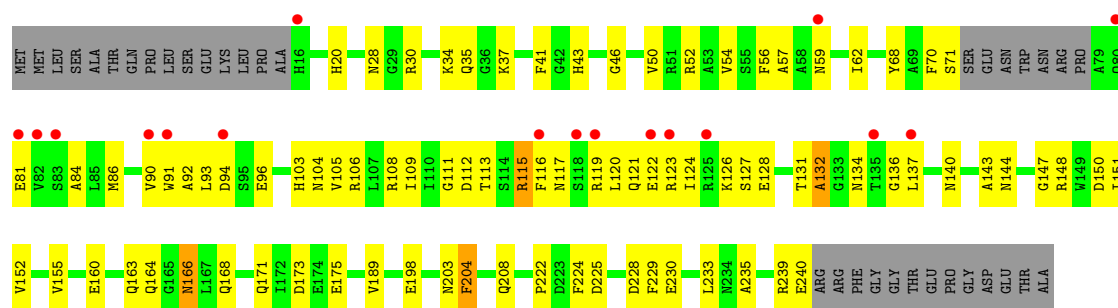 MET MET LEU SER ALA THR GLN PRO LEU SER GLU LYS LEU PRO ALA H16 H20 N28 G29 R30 K34 Q35 G36 K37 F41 G42 H43 G46 V50 R51 R52 A53 V54 S55 F56 A57 A58 N59 I62 Y68 A69 F70 S71 SER GLU ASN TRP ASN ARG PRO A79 Q80
E81 V82 S83 A84 L85 M86 V90 W91 A92 L93 D94 S95 E96 H103 N104 V105 R106 L107 R108 I109 I110 G111 D112 T113 S114 R115 F116 N117 S118 R119 L120 Q121 E122 R123 I124 R125 K126 S127 E128 T131 A132 G133 N134 T135 G136 L137 N140 A143 N144 G147 R148 W149 D150 I151
V152 V155 E160 Q163 Q164 G165 N166 L167 Q168 Q171 I172 D173 E174 E175 V189 E198 N203 F204 Q208 P222 D223 F224 D225 D228 F229 E230 L233 N234 A235 R239 E240 ARG ARG PHE GLY GLY THR GLU PRO GLY ASP GLU THR ALA